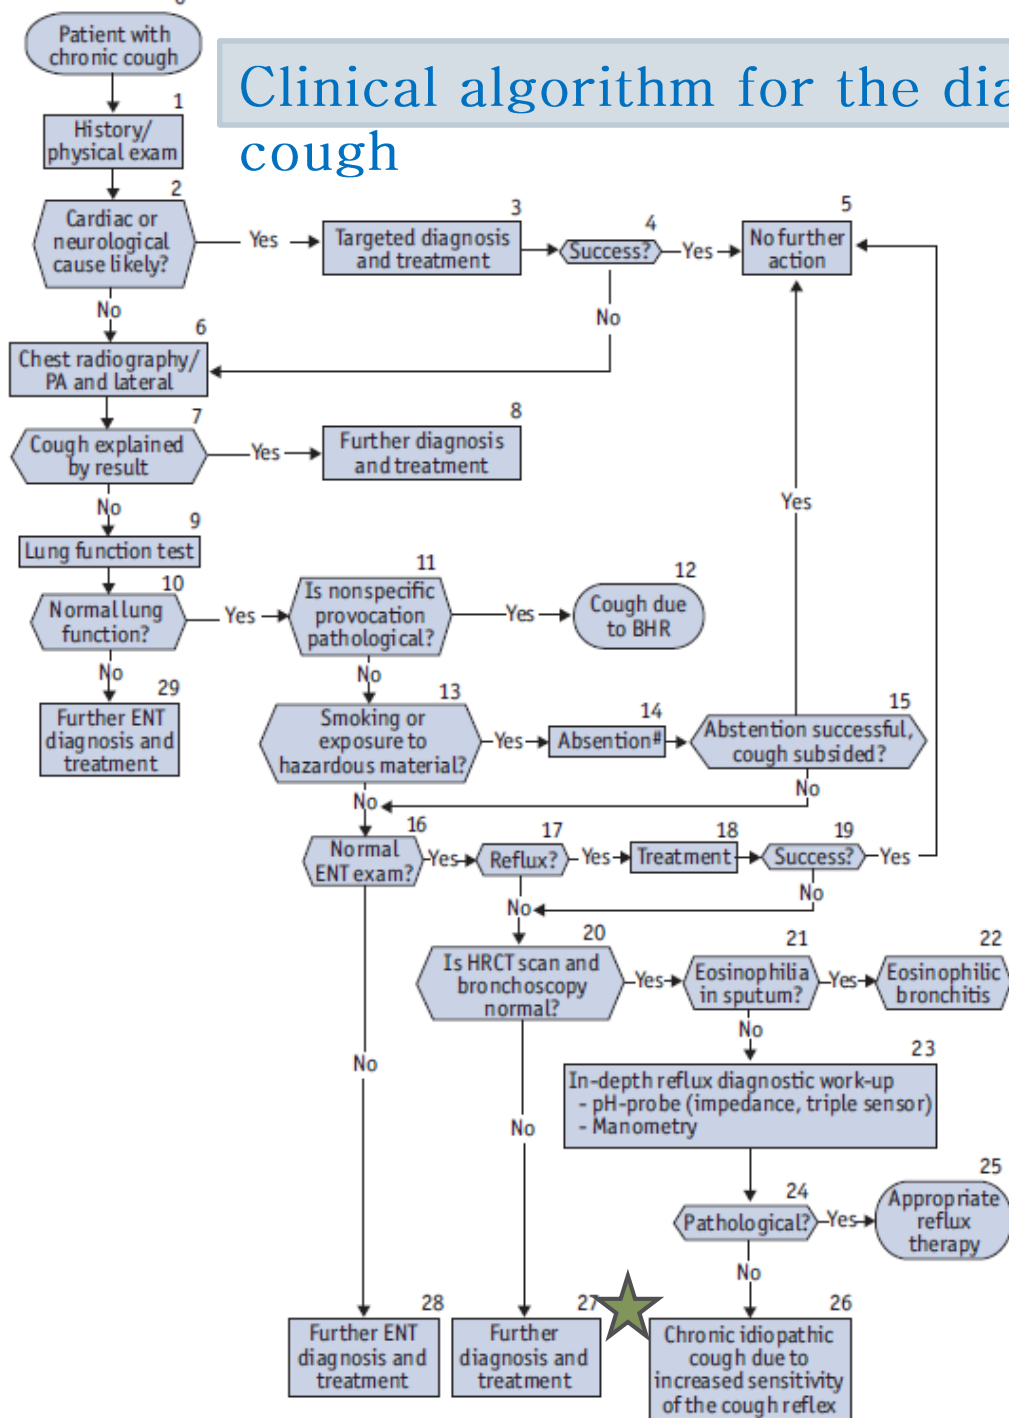 Patient with
chronic cough
Clinical algorithm for the dia
cough
1
History/
physical exam
2
Cardiac or
neurological
cause likely?
Yes
3
Targeted diagnosis
and treatment
4
Success?
Yes
5
No further
action
No
No
6
Chest radiography/
PA and lateral
7
Cough explained
by result
Yes
8
Further diagnosis
and treatment
No
Yes
9
Lung function test
10
Normal lung
function?
Yes
11
Is nonspecific
provocation
pathological?
Yes
12
Cough due
to BHR
No
29
Further ENT
diagnosis and
treatment
No
13
Smoking or
exposure to
hazardous material?
Yes
14
Absention#
15
Abstention successful,
cough subsided?
No
No
16
Normal
ENT exam?
Yes
17
Reflux?
Yes
18
Treatment
19
Success?
Yes
No
No
20
Is HRCT scan and
bronchoscopy
normal?
Yes
21
Eosinophilia
in sputum?
Yes
22
Eosinophilic
bronchitis
No
23
In-depth reflux diagnostic work-up
- pH-probe (impedance, triple sensor)
- Manometry
No
No
24
Pathological?
Yes
25
Appropriate
reflux
therapy
No
28
Further ENT
diagnosis and
treatment
27
Further
diagnosis and
treatment
26
Chronic idiopathic
cough due to
increased sensitivity
of the cough reflex